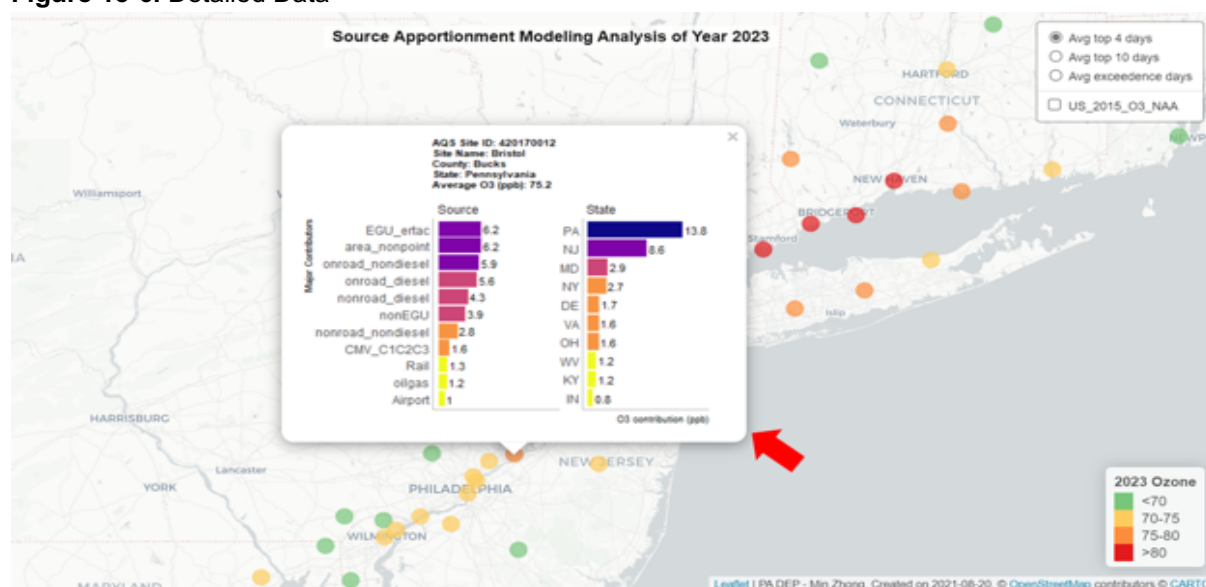 Figure 10-6. Detailed Data
Source Apportionment Modeling Analysis of Year 2023
Avg top 4 days
Avg top 10 days
Avg exceedence days
US_2015_O3_NAA
HARTFORD
CONNECTICUT
Waterbury
NEW HAVEN
BRIDGEPORT
Stamford
Islip
Williamsport
HARRISBURG
Lancaster
YORK
PHILADELPHIA
NEW JERSEY
WILMINGTON
MARYLAND
×
AQS Site ID: 420170012
Site Name: Bristol
County: Bucks
State: Pennsylvania
Average O3 (ppb): 75.2
Major Contributors
Source
EGU_ertac 6.2
area_nonpoint 6.2
onroad_nondiesel 5.9
onroad_diesel 5.6
nonroad_diesel 4.3
nonEGU 3.9
nonroad_nondiesel 2.8
CMV_C1C2C3 1.6
Rail 1.3
oilgas 1.2
Airport 1
State
PA 13.8
NJ 8.6
MD 2.9
NY 2.7
DE 1.7
VA 1.6
OH 1.6
WV 1.2
KY 1.2
IN 0.8
O3 contribution (ppb)
2023 Ozone
<70
70-75
75-80
>80
Leaflet | PA DEP - Min Zhong, Created on 2021-08-20, © OpenStreetMap contributors © CARTO